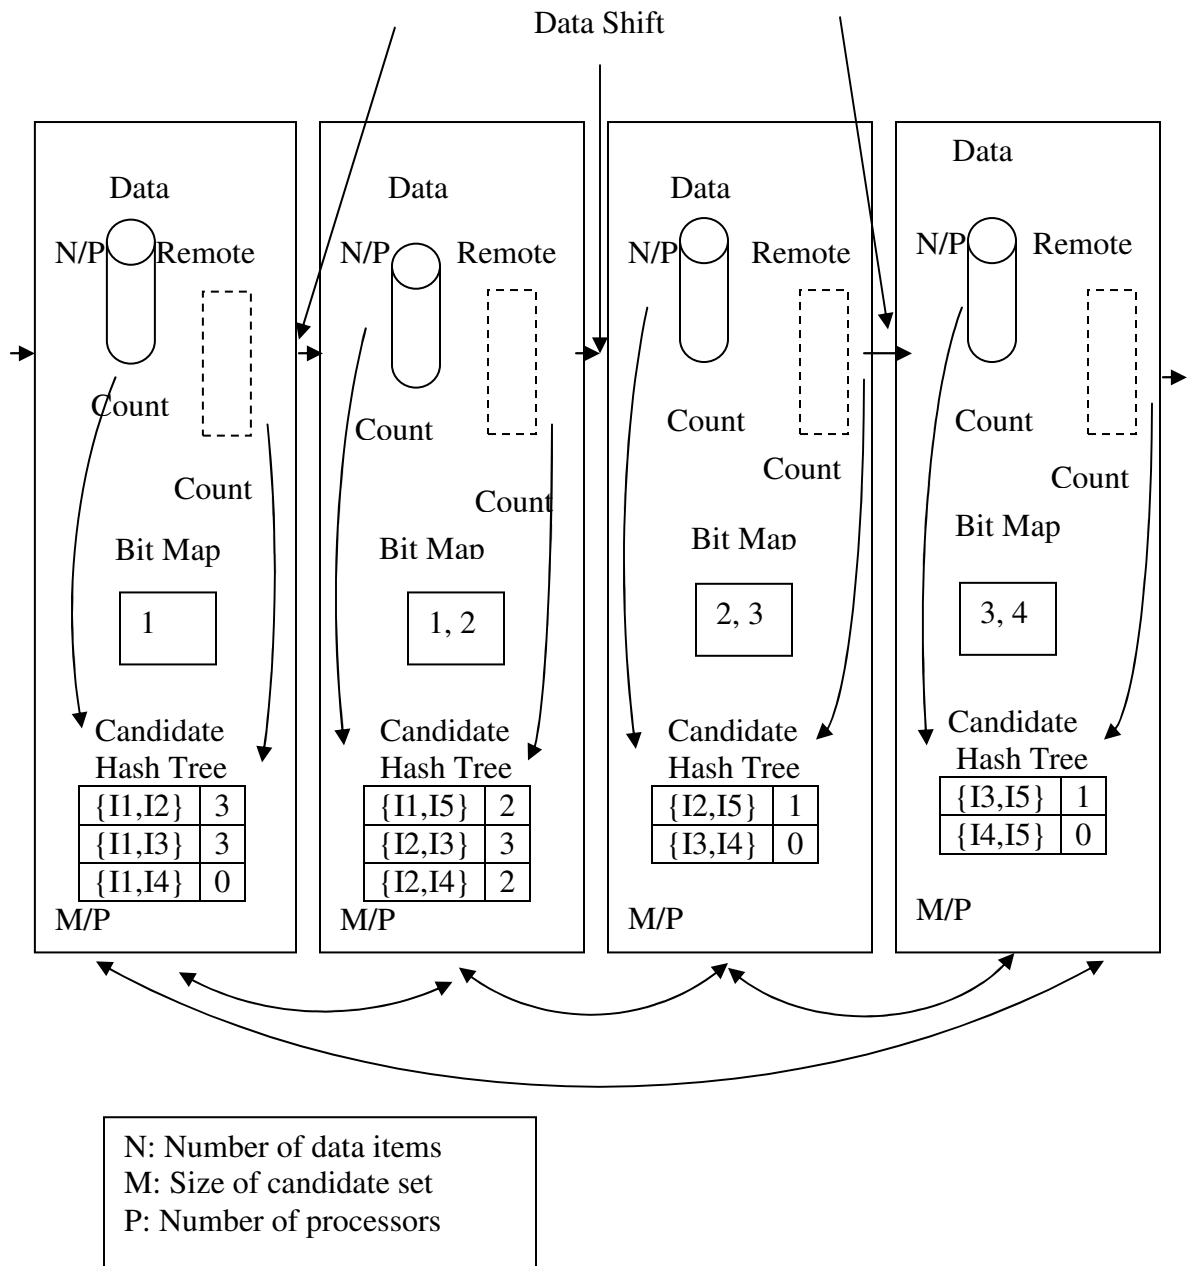 Data Shift
Data
N/P
Remote
Count
Count
Bit Map
1
Candidate
Hash Tree
{I1,I2} 3
{I1,I3} 3
{I1,I4} 0
M/P
Data
N/P
Remote
Count
Count
Bit Map
1, 2
Candidate
Hash Tree
{I1,I5} 2
{I2,I3} 3
{I2,I4} 2
M/P
Data
N/P
Remote
Count
Count
Bit Map
2, 3
Candidate
Hash Tree
{I2,I5} 1
{I3,I4} 0
M/P
Data
N/P
Remote
Count
Count
Bit Map
3, 4
Candidate
Hash Tree
{I3,I5} 1
{I4,I5} 0
M/P
N: Number of data items
M: Size of candidate set
P: Number of processors